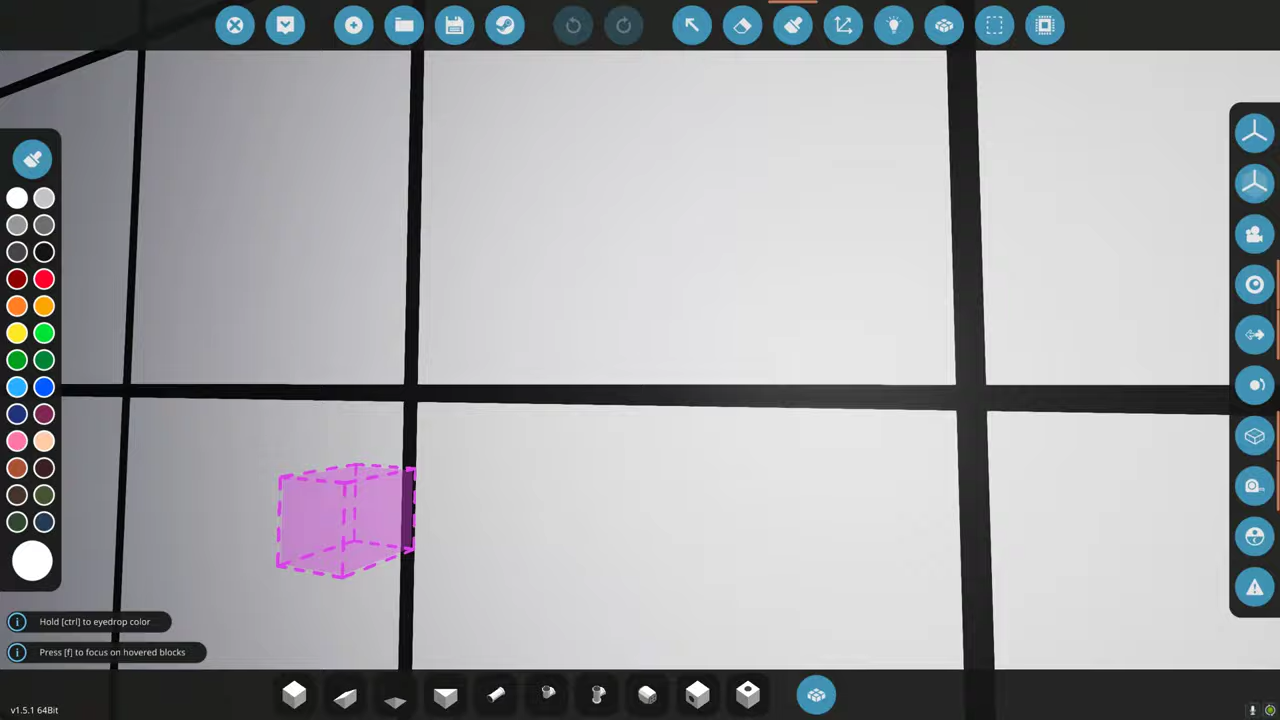 Hold [ctrl] to eyedrop color
Press [f] to focus on hovered blocks
v1.5.1 64Bit